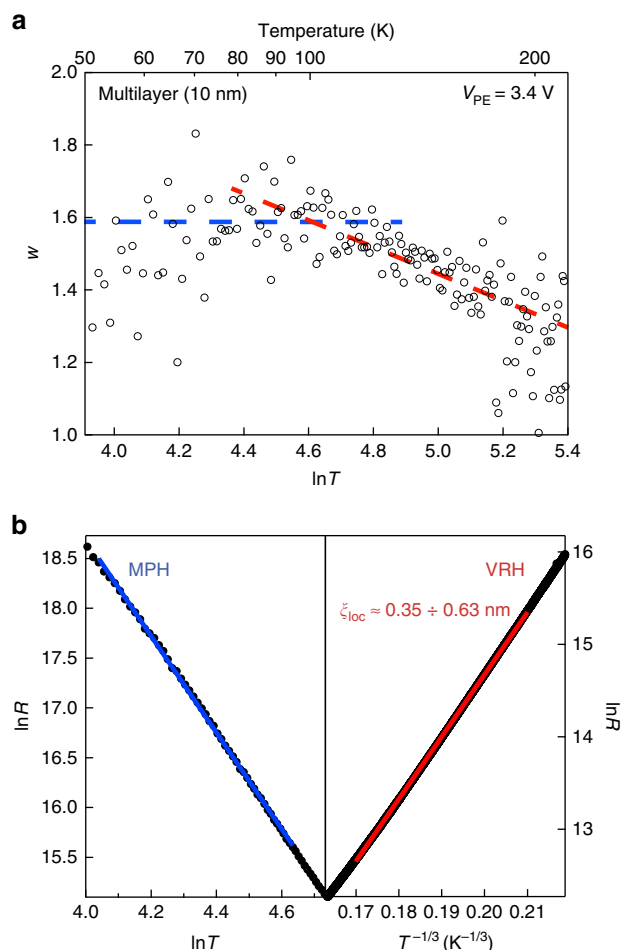 a
Temperature (K)
50 60 70 80 90 100 200
2.0
Multilayer (10 nm) V_PE = 3.4 V
1.8
1.6
w
1.4
1.2
1.0
4.0 4.2 4.4 4.6 4.8 5.0 5.2 5.4
lnT
b
18.5 MPH VRH 16
ξ_loc ≈ 0.35 ÷ 0.63 nm
18.0
17.5 15
17.0
lnR lnR
16.5 14
16.0
15.5 13
4.0 4.2 4.4 4.6 0.17 0.18 0.19 0.20 0.21
lnT T^−1/3 (K^−1/3)